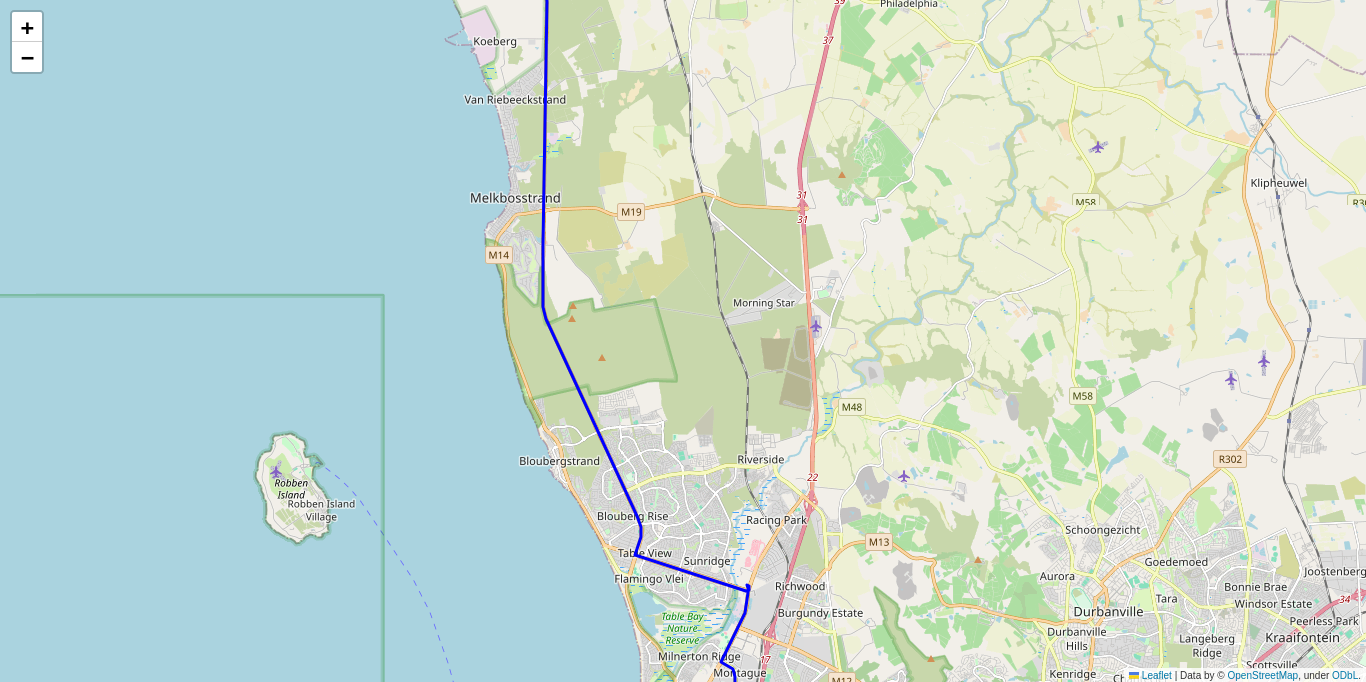 +
−
39
Philadelphia
37
Koeberg
Van Riebeeckstrand
Klipheuwel
31
Melkbosstrand
M19
M58
31
M14
Morning Star
M58
M48
Bloubergstrand
Riverside
R302
22
Robben
Island
Robben Island
Village
Blouberg Rise
Racing Park
Schoongezicht
M13
Table View
Sunridge
Goedemoed
Flamingo Vlei
Richwood
Aurora
Bonnie Brae
Joostenberg
Tara
Windsor Estate
34
Table Bay
Nature
Reserve
Burgundy Estate
Durbanville
Peerless Park
Durbanville
Hills
Langeberg
Ridge
Kraaifontein
Milnerton Ridge
17
Scottsville
Montague
M12
Kenridge
Leaflet | Data by © OpenStreetMap, under ODbL.